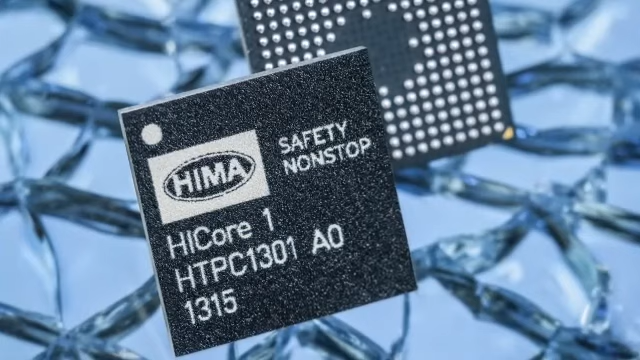 HIMA
SAFETY
NONSTOP
HICore 1
HTPC1301 A0
1315